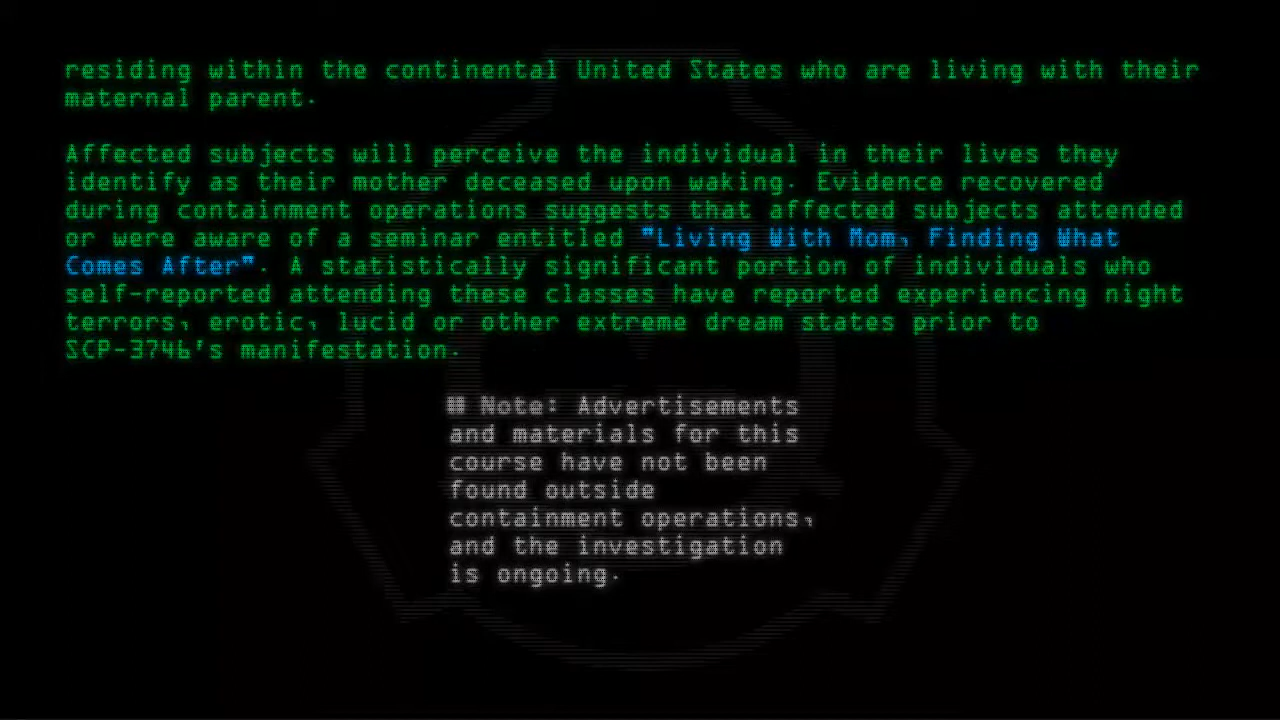 residing within the continental United States who are living with their
maternal parent.
Affected subjects will perceive the individual in their lives they
identify as their mother deceased upon waking. Evidence recovered
during containment operations suggests that affected subjects attended
or were aware of a seminar entitled "Living With Mom, Finding What
Comes After". A statistically significant portion of individuals who
self-reported attending these classes have reported experiencing night
terrors, erotic, lucid or other extreme dream states prior to
SCP-3746's manifestation.
Note: Advertisements
and materials for this
course have not been
found outside
containment operations,
and the investigation
is ongoing.